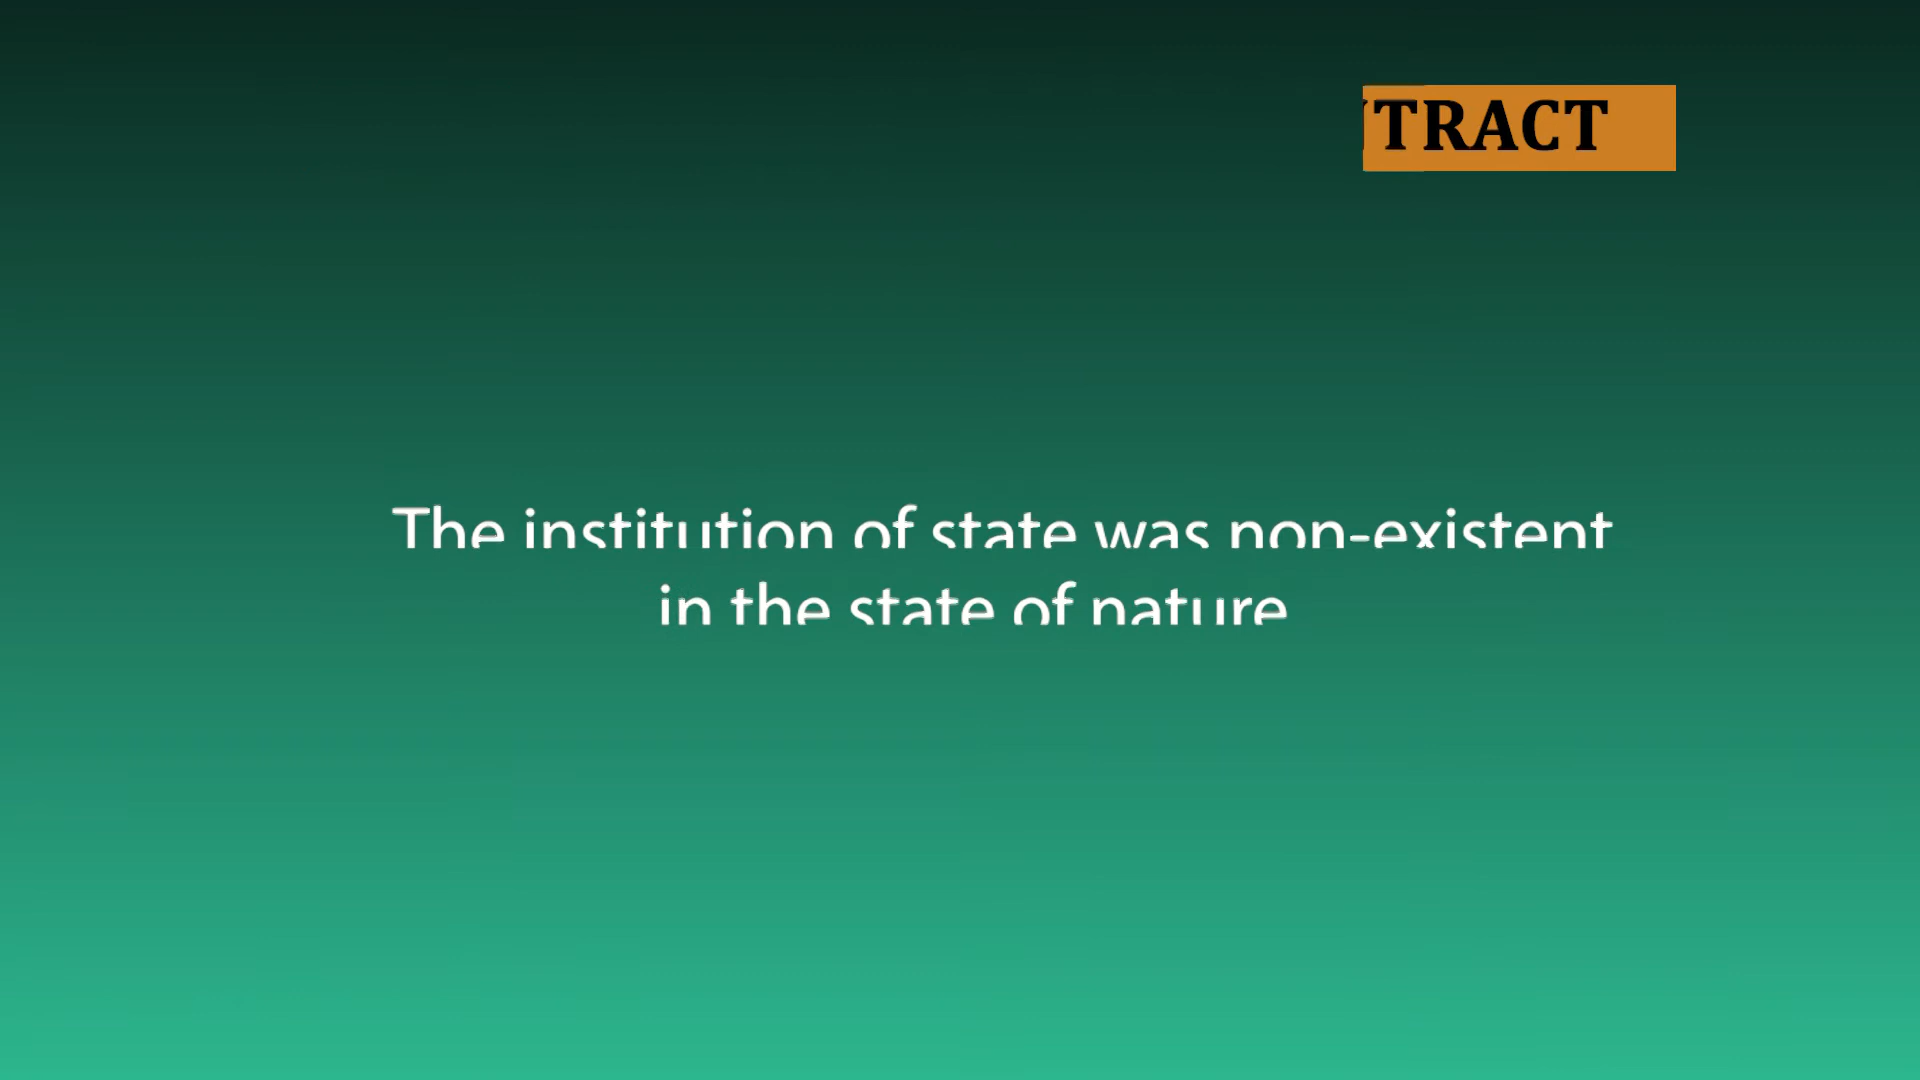 TRACT
The institution of state was non-existent
in the state of nature